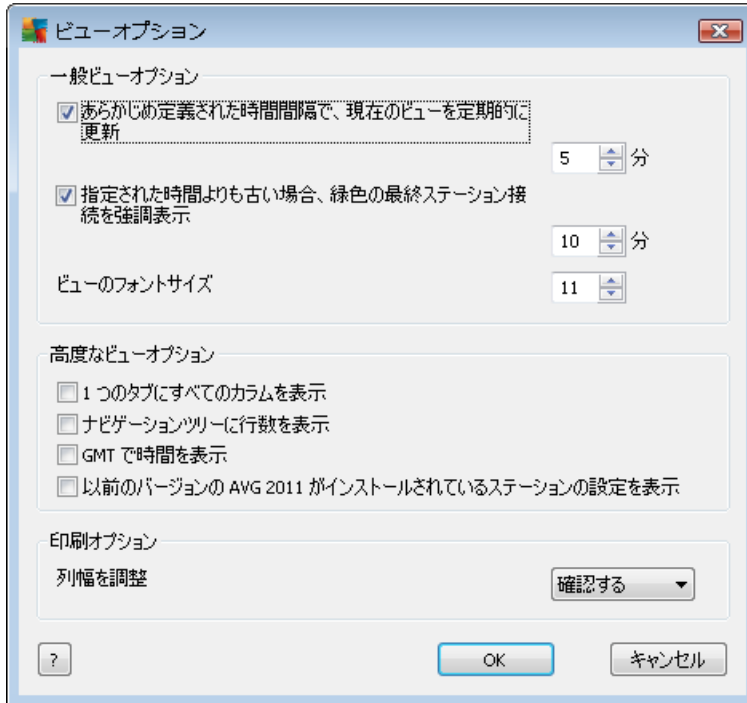 ビューオプション
一般ビューオプション
あらかじめ定義された時間間隔で、現在のビューを定期的に
更新
5 分
指定された時間よりも古い場合、緑色の最終ステーション接
続を強調表示
10 分
ビューのフォントサイズ 11
高度なビューオプション
1 つのタブにすべてのカラムを表示
ナビゲーションツリーに行数を表示
GMT で時間を表示
以前のバージョンの AVG 2011 がインストールされているステーションの設定を表示
印刷オプション
列幅を調整 確認する
? OK キャンセル